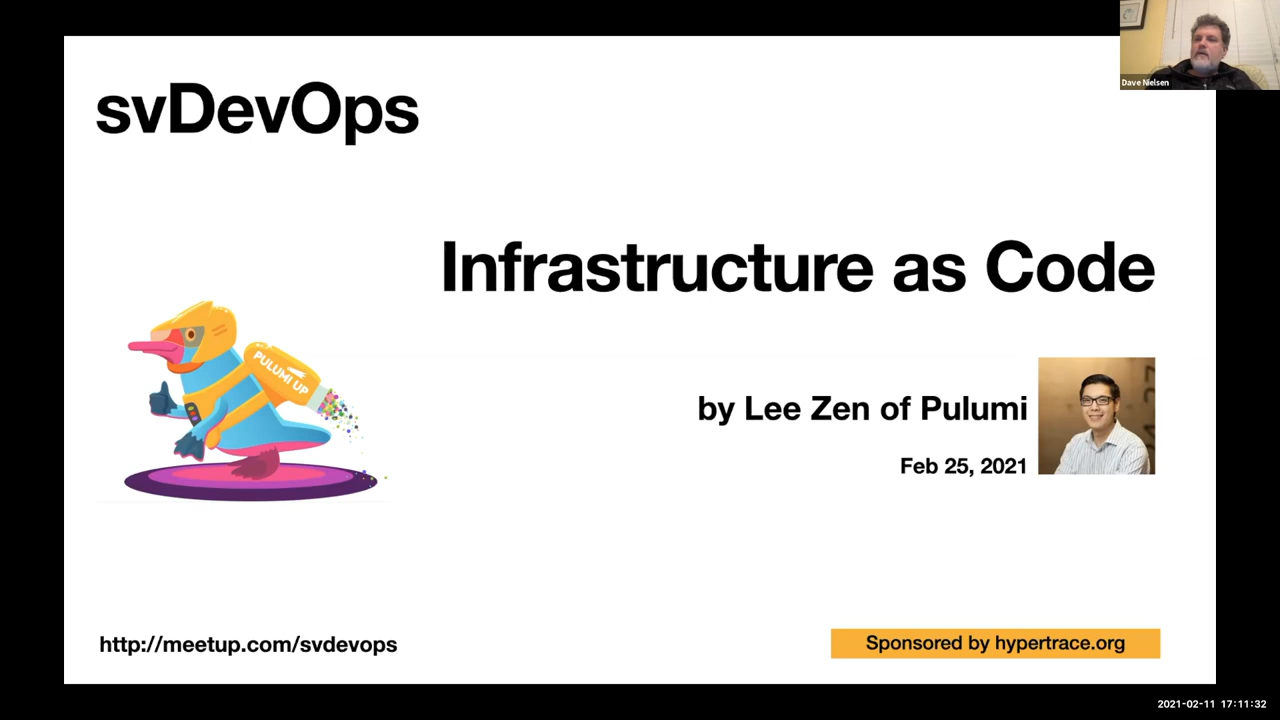 svDevOps
Dave Nielsen
Infrastructure as Code
PULUMI UP
by Lee Zen of Pulumi
Feb 25, 2021
http://meetup.com/svdevops
Sponsored by hypertrace.org
2021-02-11 17:11:32